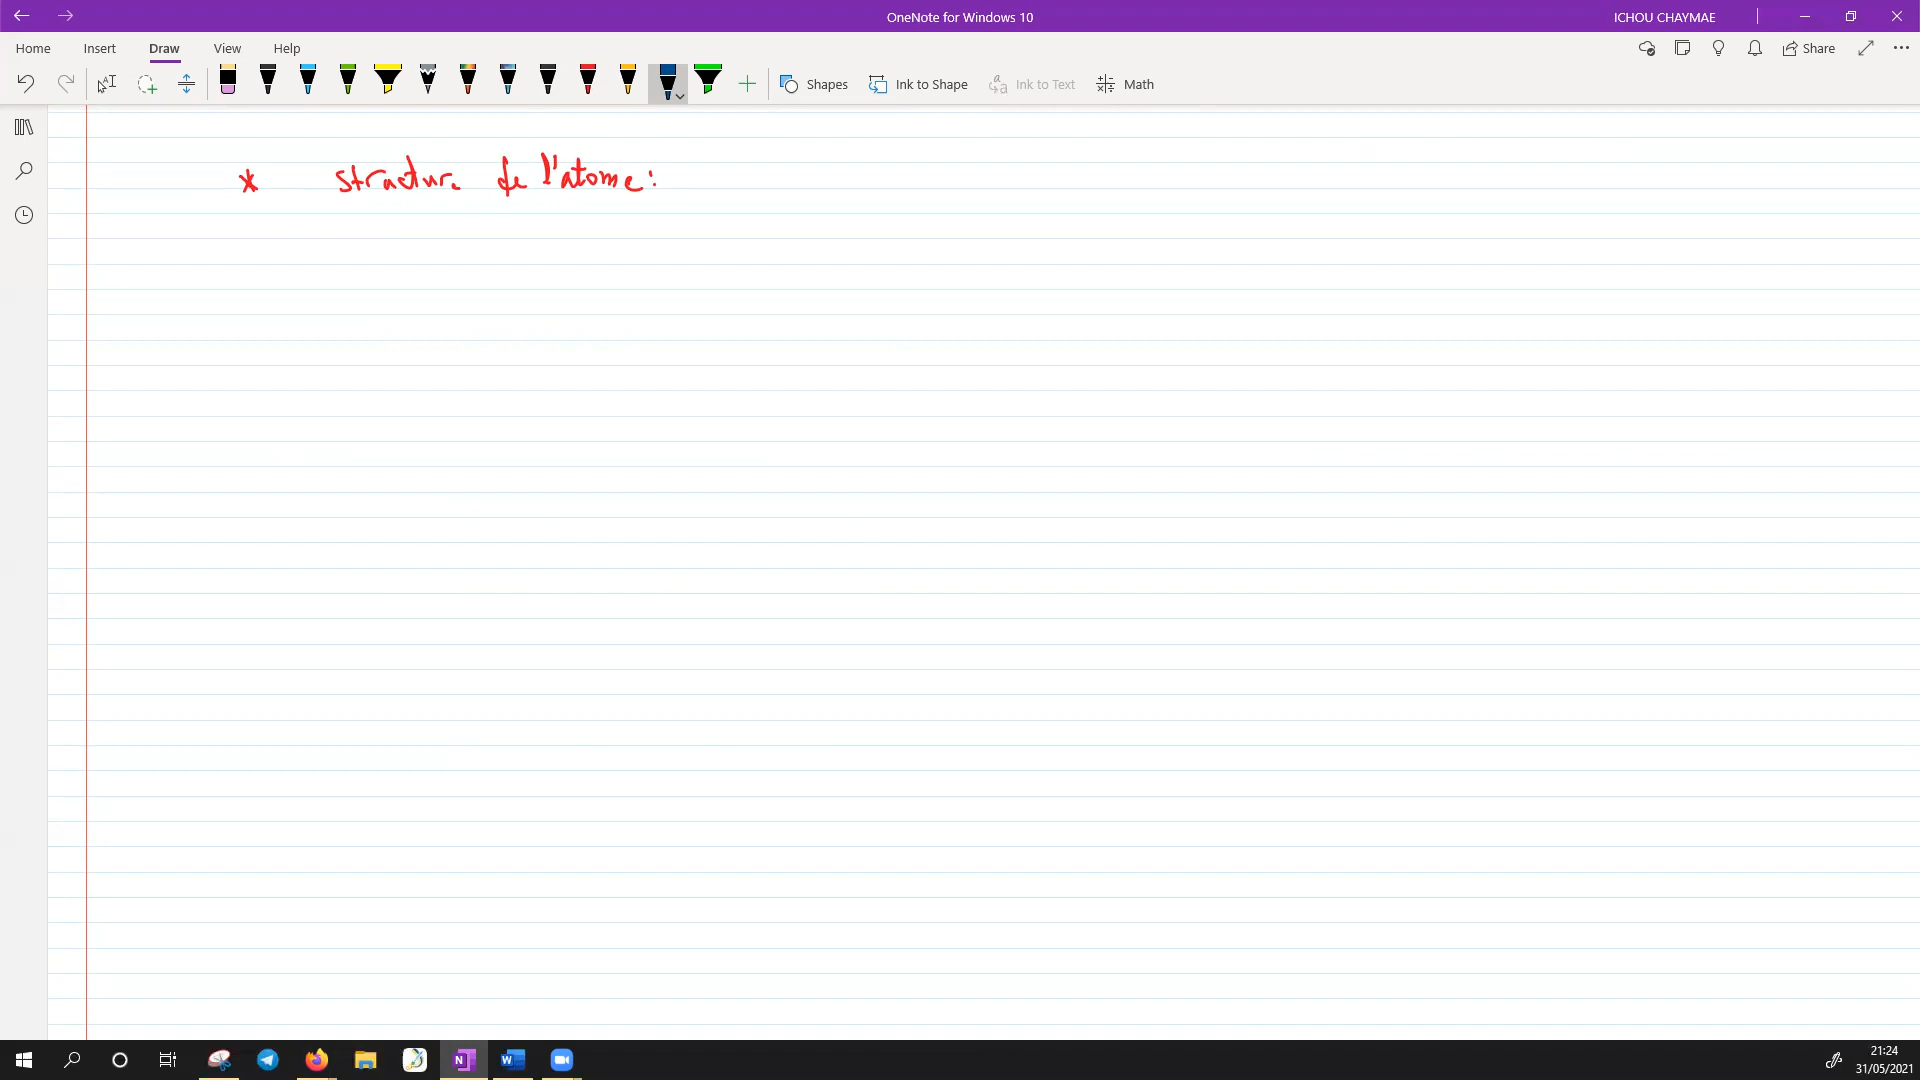 OneNote for Windows 10
ICHOU CHAYMAE
Home Insert Draw View Help
Share
Shapes Ink to Shape Ink to Text Math
* structure de l'atome:
21:24
31/05/2021